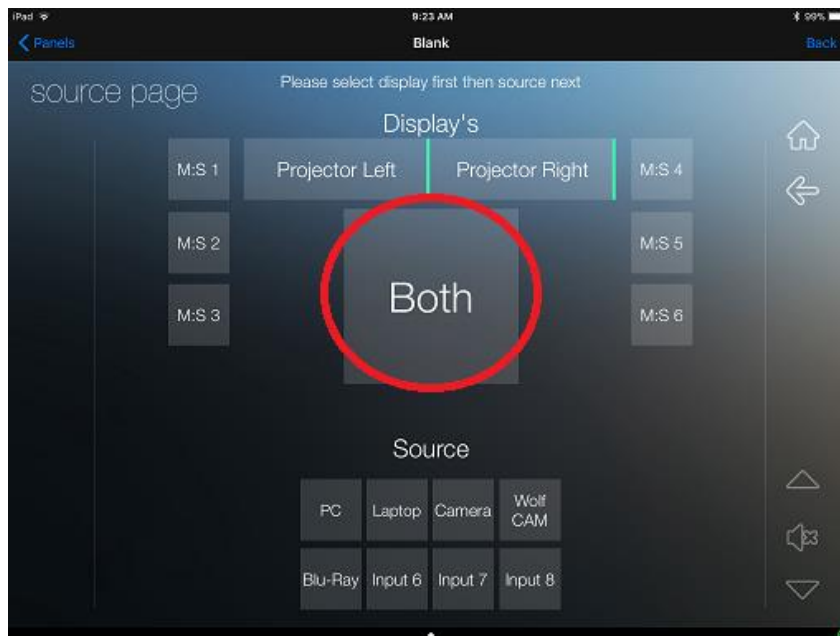 iPad 9:23 AM 99%
Panels Blank Back
source page
Please select display first then source next
Display's
M:S 1 Projector Left Projector Right M:S 4
M:S 2 M:S 5
Both
M:S 3 M:S 6
Source
PC Laptop Camera Wolf
CAM
Blu-Ray Input 6 Input 7 Input 8